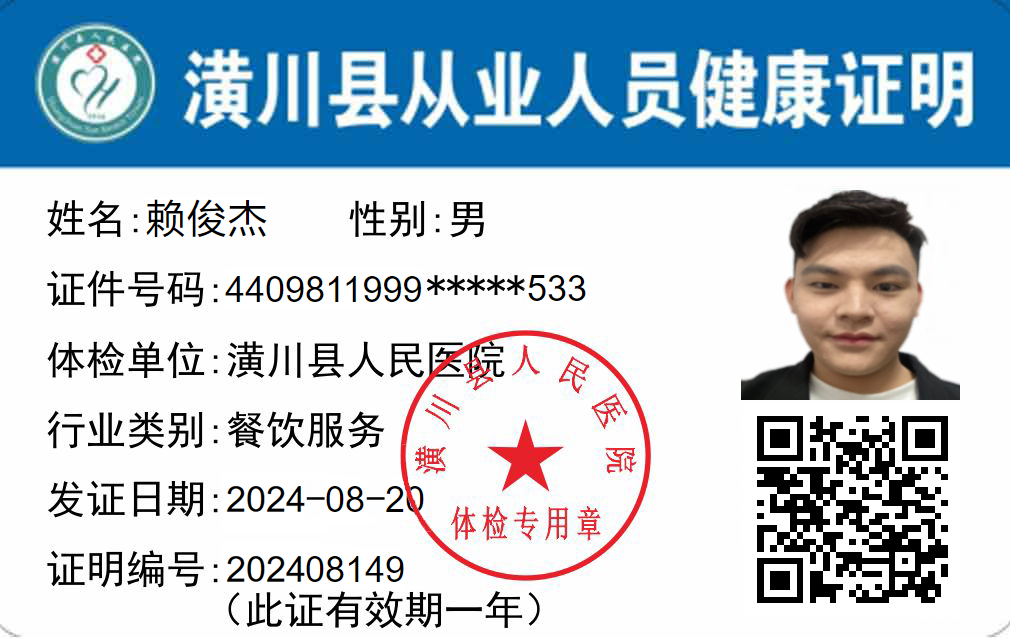 潢川县从业人员健康证明
姓名:赖俊杰 性别:男
证件号码:4409811999*****533
体检单位:潢川县人民医院
行业类别:餐饮服务
发证日期:2024-08-20
证明编号:202408149
(此证有效期一年)
潢川县人民医院
体检专用章